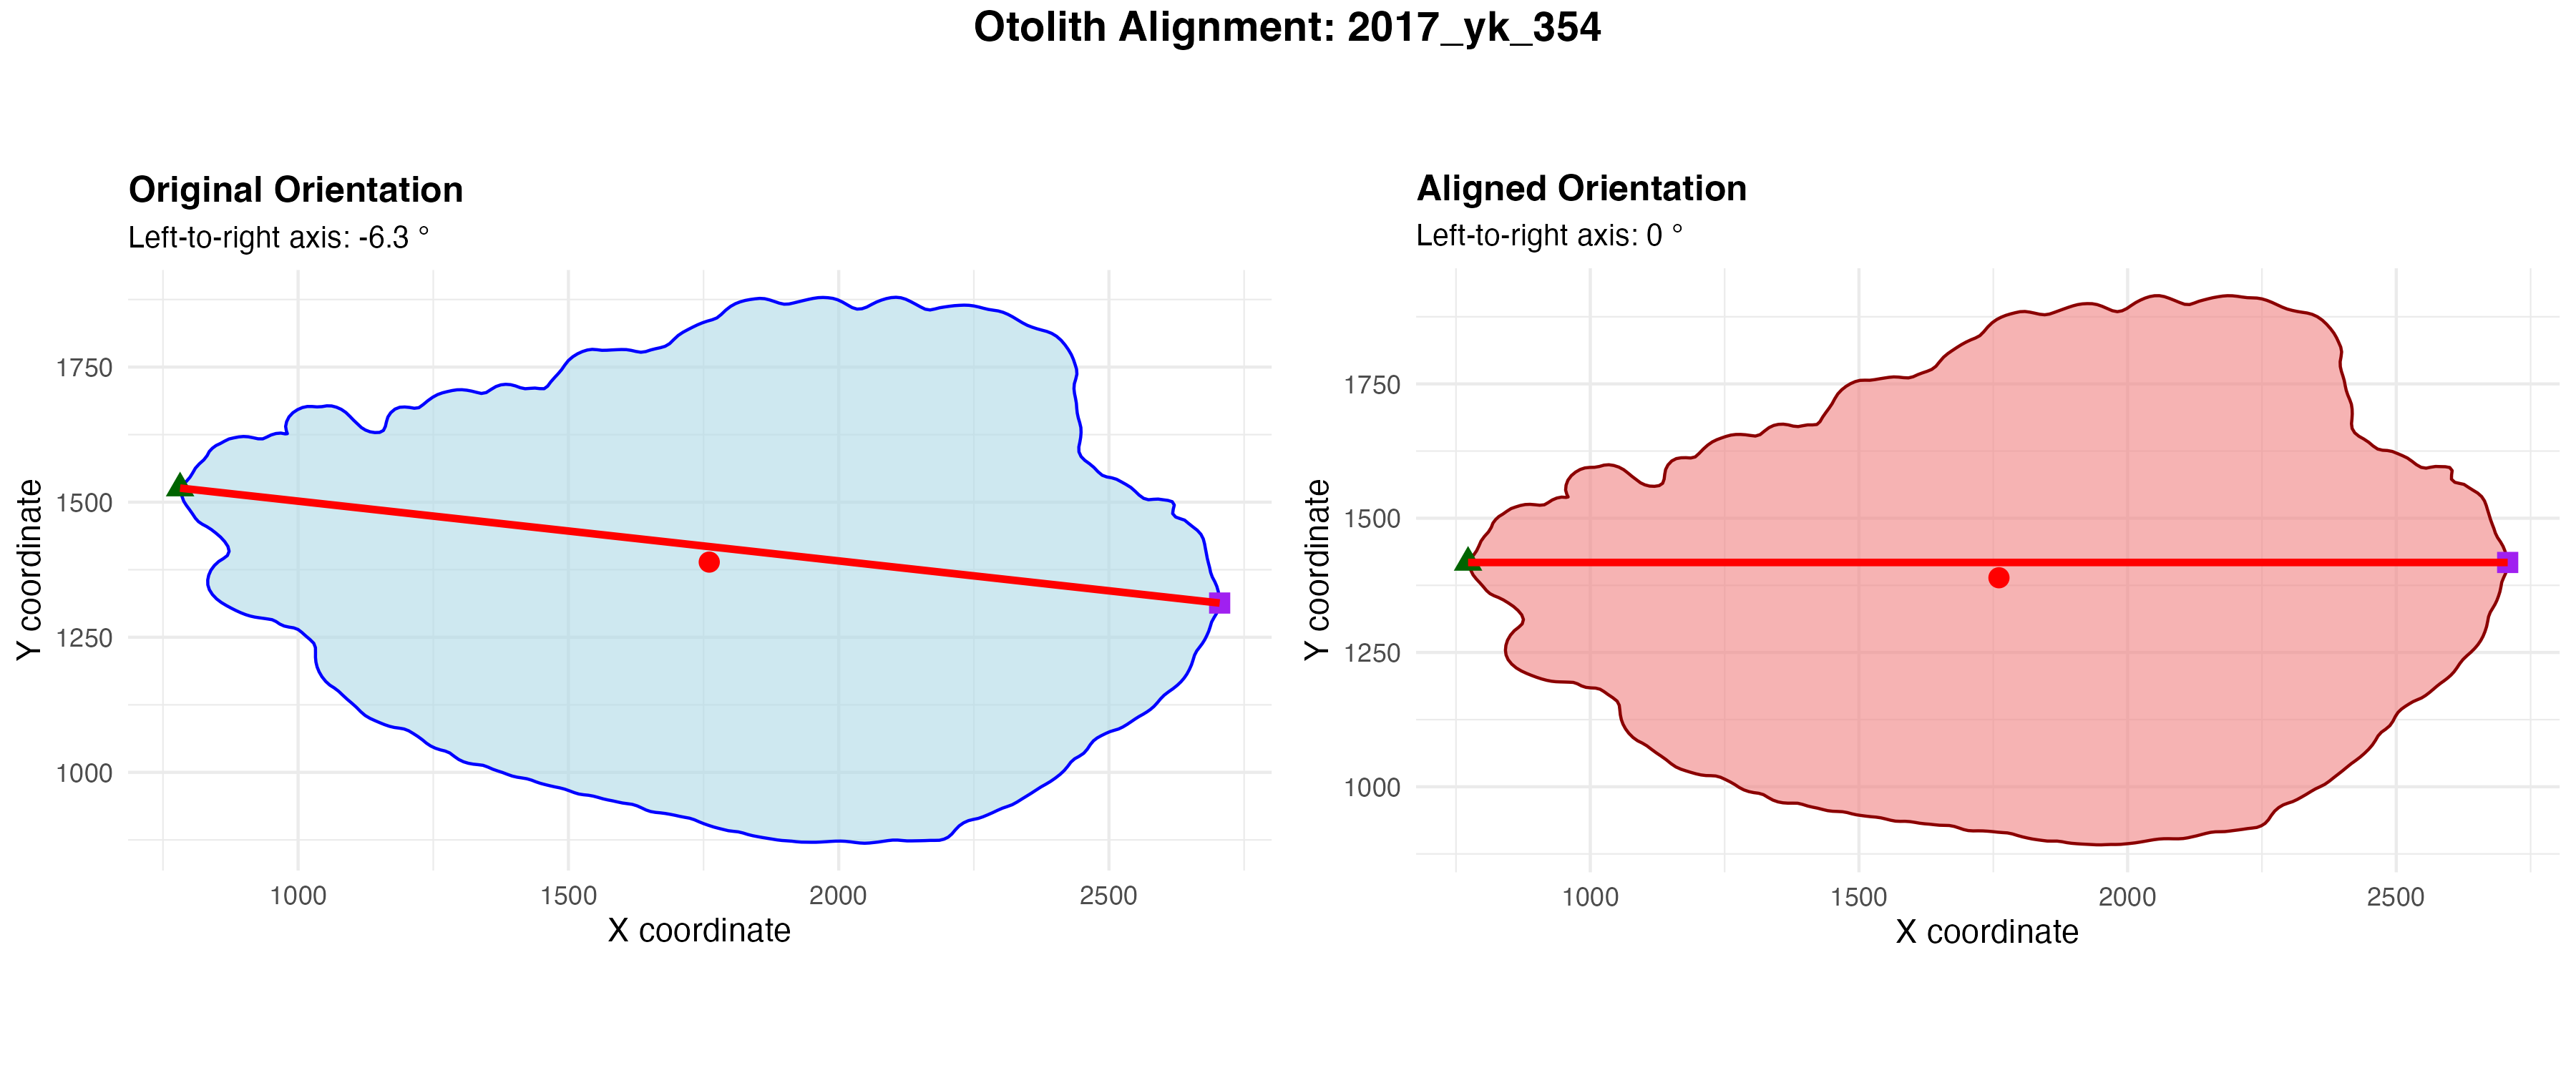 Otolith Alignment: 2017_yk_354
Original Orientation
Left-to-right axis: -6.3 °
1750
1500
1250
1000
Y coordinate
1000 1500 2000 2500
X coordinate
Aligned Orientation
Left-to-right axis: 0 °
1750
1500
1250
1000
Y coordinate
1000 1500 2000 2500
X coordinate